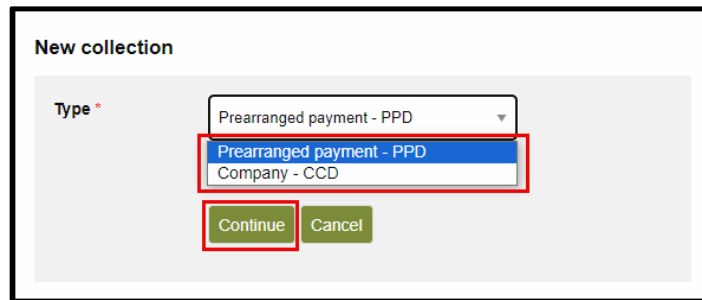 New collection
Type *
Prearranged payment - PPD
Prearranged payment - PPD
Company - CCD
Continue Cancel